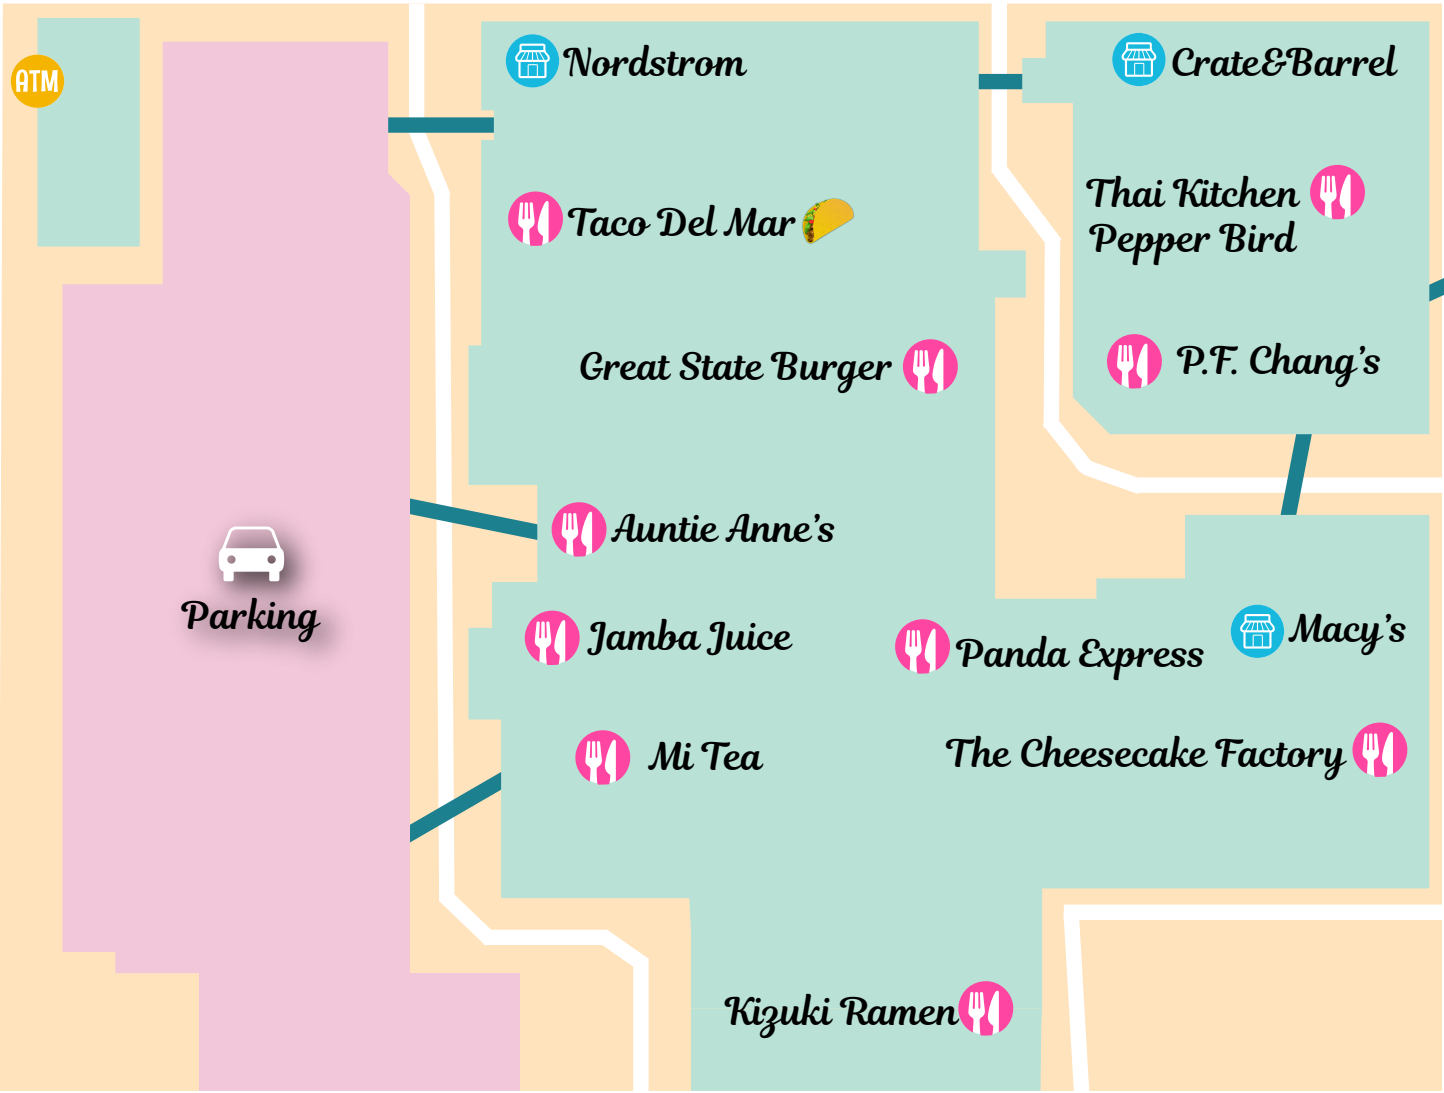 ATM
Nordstrom
Crate&Barrel
Taco Del Mar
Thai Kitchen
Pepper Bird
Great State Burger
P.F. Chang's
Auntie Anne's
Parking
Jamba Juice
Panda Express
Macy's
Mi Tea
The Cheesecake Factory
Kizuki Ramen